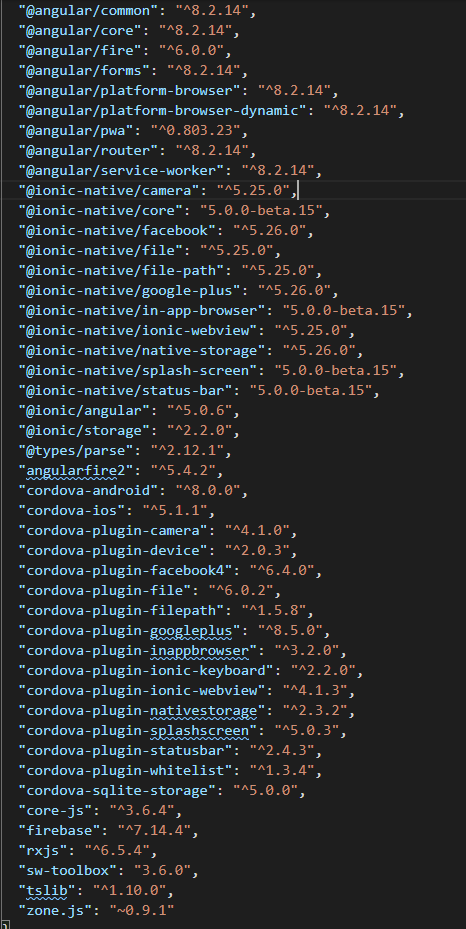 "@angular/common": "^8.2.14",
"@angular/core": "^8.2.14",
"@angular/fire": "^6.0.0",
"@angular/forms": "^8.2.14",
"@angular/platform-browser": "^8.2.14",
"@angular/platform-browser-dynamic": "^8.2.14",
"@angular/pwa": "^0.803.23",
"@angular/router": "^8.2.14",
"@angular/service-worker": "^8.2.14",
"@ionic-native/camera": "^5.25.0",
"@ionic-native/core": "5.0.0-beta.15",
"@ionic-native/facebook": "^5.26.0",
"@ionic-native/file": "^5.25.0",
"@ionic-native/file-path": "^5.25.0",
"@ionic-native/google-plus": "^5.26.0",
"@ionic-native/in-app-browser": "5.0.0-beta.15",
"@ionic-native/ionic-webview": "^5.25.0",
"@ionic-native/native-storage": "^5.26.0",
"@ionic-native/splash-screen": "5.0.0-beta.15",
"@ionic-native/status-bar": "5.0.0-beta.15",
"@ionic/angular": "^5.0.6",
"@ionic/storage": "^2.2.0",
"@types/parse": "^2.12.1",
"angularfire2": "^5.4.2",
"cordova-android": "^8.0.0",
"cordova-ios": "^5.1.1",
"cordova-plugin-camera": "^4.1.0",
"cordova-plugin-device": "^2.0.3",
"cordova-plugin-facebook4": "^6.4.0",
"cordova-plugin-file": "^6.0.2",
"cordova-plugin-filepath": "^1.5.8",
"cordova-plugin-googleplus": "^8.5.0",
"cordova-plugin-inappbrowser": "^3.2.0",
"cordova-plugin-ionic-keyboard": "^2.2.0",
"cordova-plugin-ionic-webview": "^4.1.3",
"cordova-plugin-nativestorage": "^2.3.2",
"cordova-plugin-splashscreen": "^5.0.3",
"cordova-plugin-statusbar": "^2.4.3",
"cordova-plugin-whitelist": "^1.3.4",
"cordova-sqlite-storage": "^5.0.0",
"core-js": "^3.6.4",
"firebase": "^7.14.4",
"rxjs": "^6.5.4",
"sw-toolbox": "3.6.0",
"tslib": "^1.10.0",
"zone.js": "~0.9.1"
}